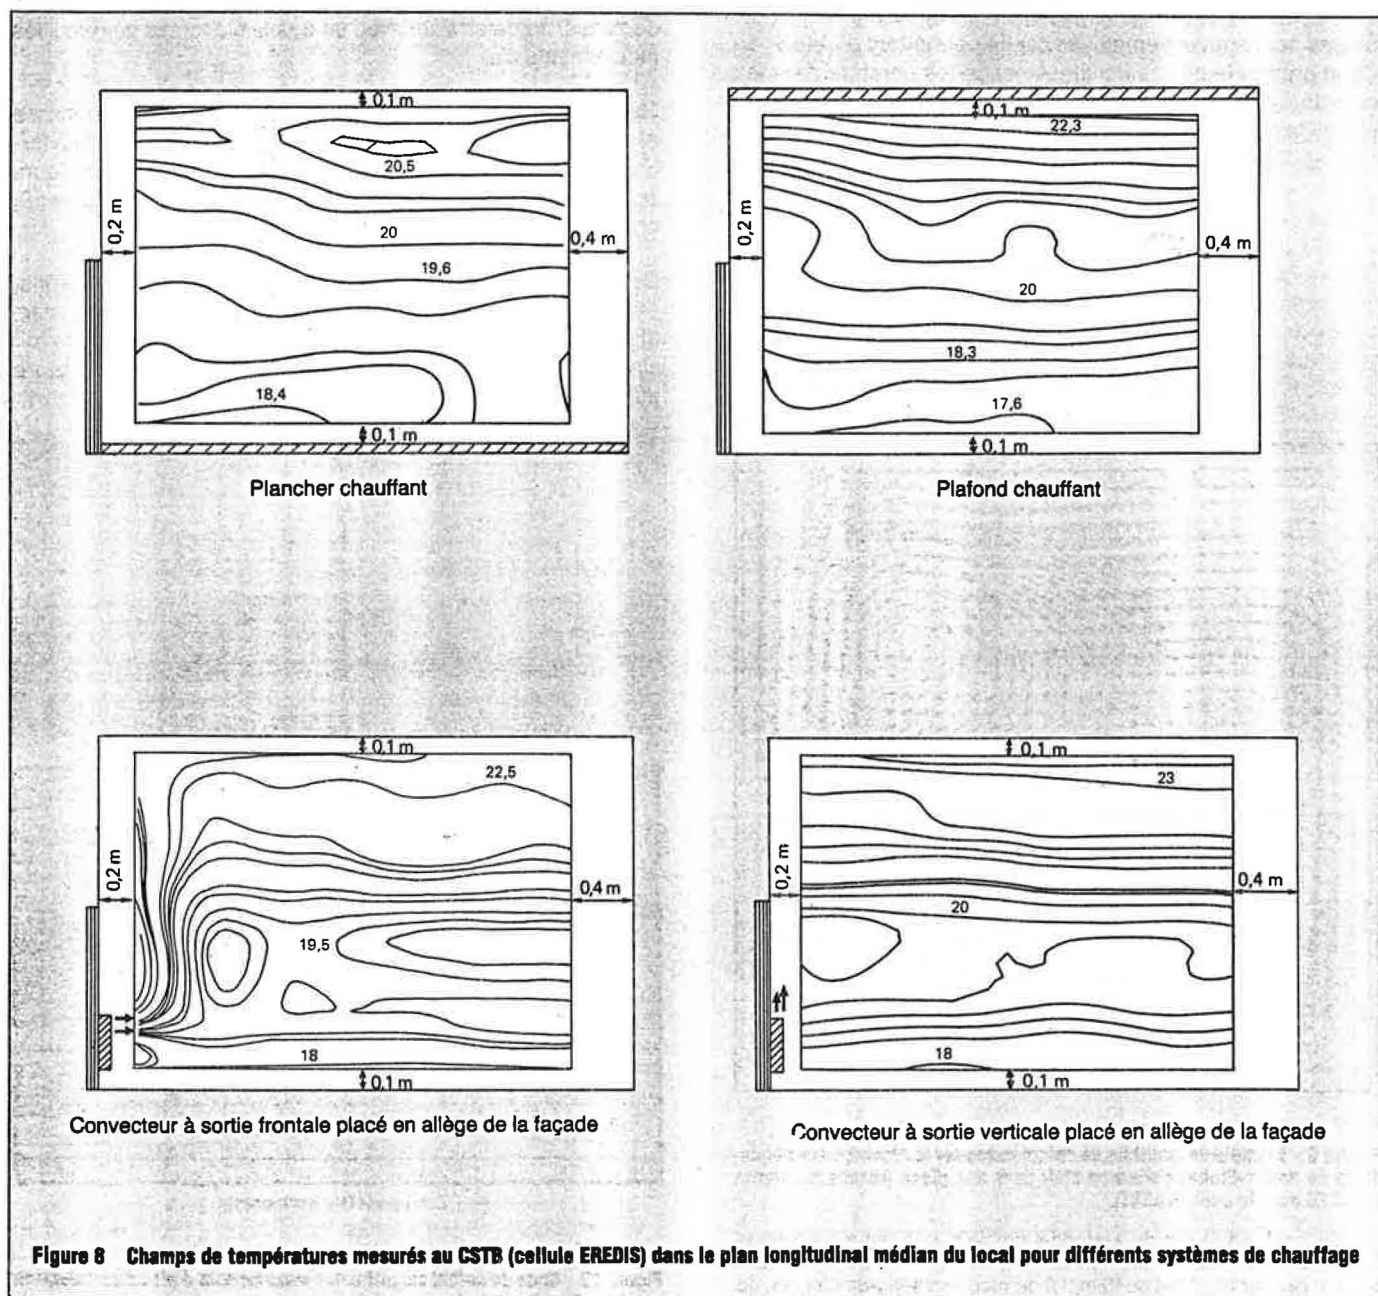 0,1 m
20,5
20
19,6
18,4
0,2 m
0,4 m
0,1 m
Plancher chauffant
0,1 m
22,3
20
18,3
17,6
0,2 m
0,4 m
0,1 m
Plafond chauffant
0,1 m
22,5
19,5
18
0,2 m
0,4 m
0,1 m
Convecteur à sortie frontale placé en allège de la façade
0,1 m
23
20
18
0,2 m
0,4 m
0,1 m
Convecteur à sortie verticale placé en allège de la façade
Figure 8 Champs de températures mesurés au CSTB (cellule EREDIS) dans le plan longitudinal médian du local pour différents systèmes de chauffage